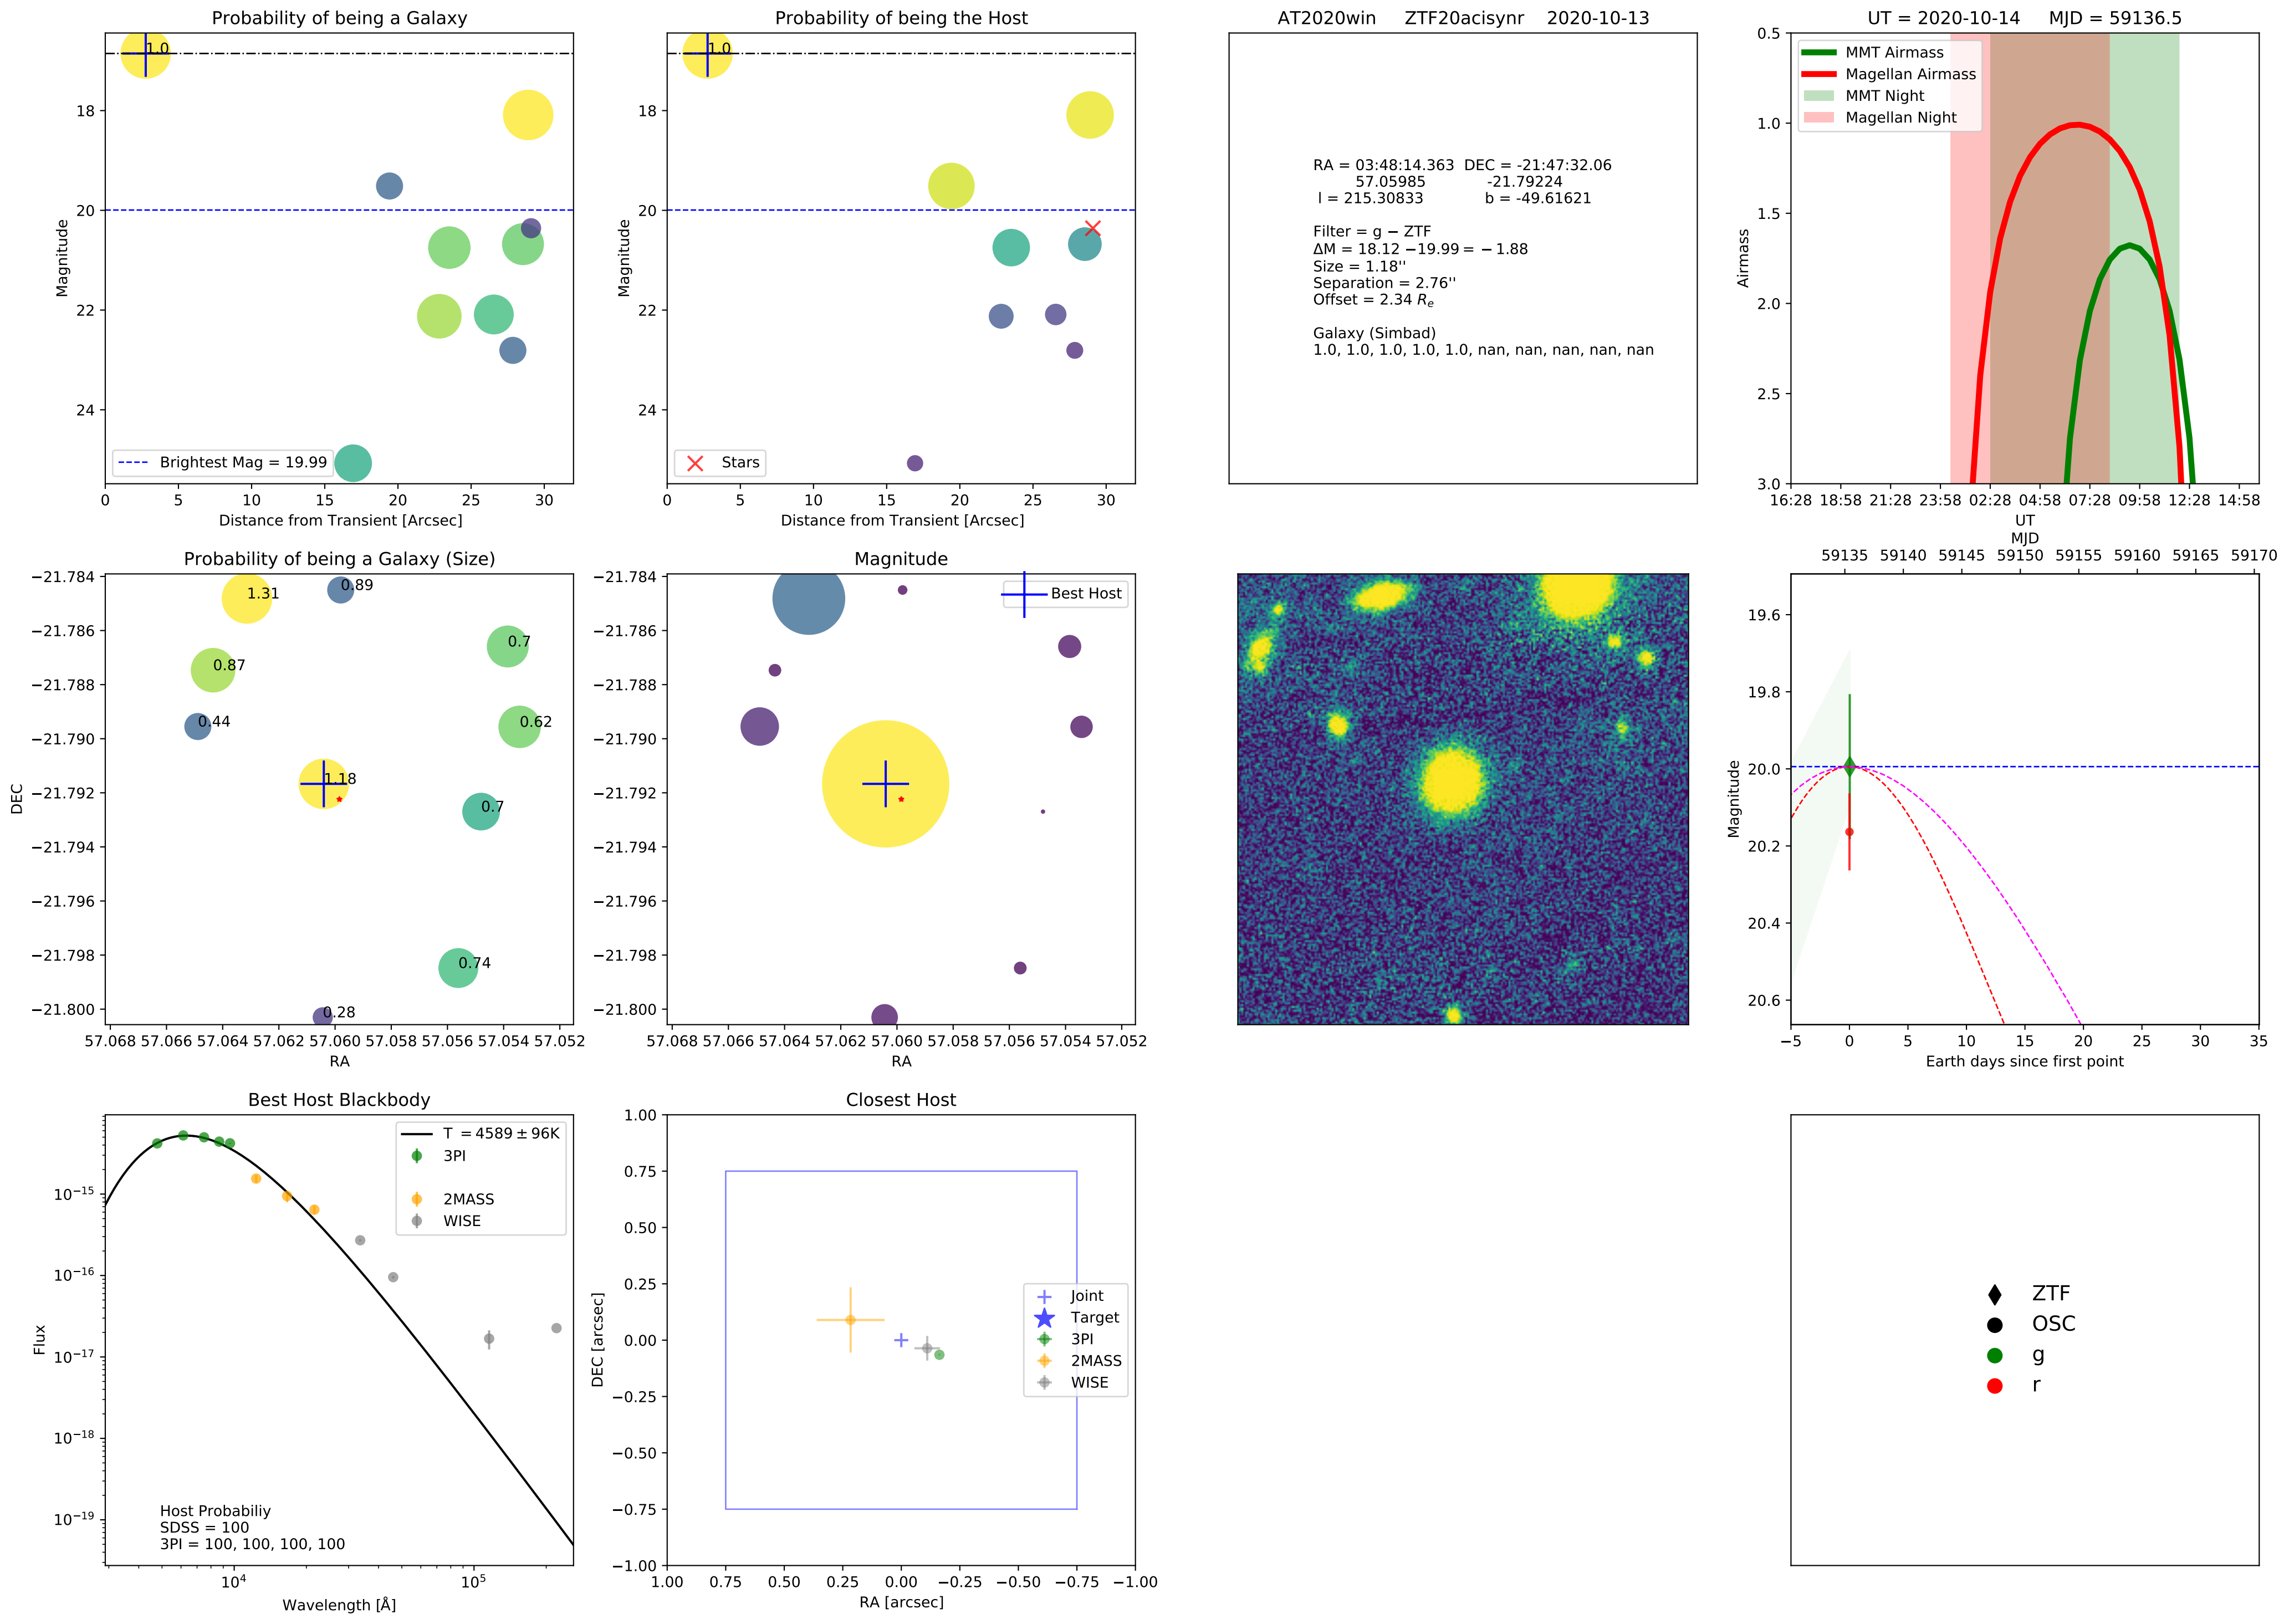 Probability of being a Galaxy
1.0
18
20
22
24
Magnitude
Brightest Mag = 19.99
0 5 10 15 20 25 30
Distance from Transient [Arcsec]
Probability of being the Host
1.0
18
20
22
24
Magnitude
Stars
0 5 10 15 20 25 30
Distance from Transient [Arcsec]
AT2020win ZTF20acisynr 2020-10-13
RA = 03:48:14.363 DEC = -21:47:32.06
57.05985 -21.79224
l = 215.30833 b = -49.61621
Filter = g − ZTF
ΔM = 18.12 −19.99 = −1.88
Size = 1.18''
Separation = 2.76''
Offset = 2.34 Re
Galaxy (Simbad)
1.0, 1.0, 1.0, 1.0, 1.0, nan, nan, nan, nan, nan
UT = 2020-10-14 MJD = 59136.5
MMT Airmass
Magellan Airmass
MMT Night
Magellan Night
0.5
1.0
1.5
2.0
2.5
3.0
Airmass
16:28 18:58 21:28 23:58 02:28 04:58 07:28 09:58 12:28 14:58
UT
Probability of being a Galaxy (Size)
−21.784
−21.786
−21.788
−21.790
−21.792
−21.794
−21.796
−21.798
−21.800
DEC
1.31
0.89
0.7
0.87
0.44
0.62
1.18
0.7
0.74
0.28
57.068 57.066 57.064 57.062 57.060 57.058 57.056 57.054 57.052
RA
Magnitude
Best Host
−21.784
−21.786
−21.788
−21.790
−21.792
−21.794
−21.796
−21.798
−21.800
57.068 57.066 57.064 57.062 57.060 57.058 57.056 57.054 57.052
RA
MJD
59135 59140 59145 59150 59155 59160 59165 59170
19.6
19.8
20.0
20.2
20.4
20.6
Magnitude
−5 0 5 10 15 20 25 30 35
Earth days since first point
Best Host Blackbody
T = 4589 ± 96K
3PI
2MASS
WISE
10−15
10−16
10−17
10−18
10−19
Flux
Host Probabiliy
SDSS = 100
3PI = 100, 100, 100, 100
104 105
Wavelength [Å]
Closest Host
1.00
0.75
0.50
0.25
0.00
−0.25
−0.50
−0.75
−1.00
DEC [arcsec]
Joint
Target
3PI
2MASS
WISE
1.00 0.75 0.50 0.25 0.00 −0.25 −0.50 −0.75 −1.00
RA [arcsec]
ZTF
OSC
g
r